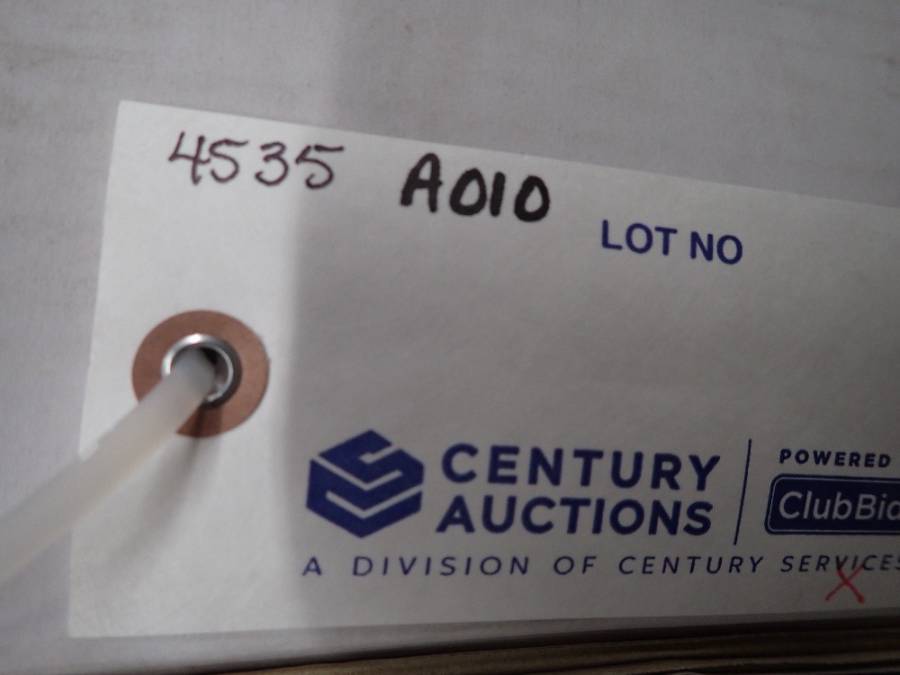 4535 A010
LOT NO
CENTURY
AUCTIONS
POWERED
ClubBid
A DIVISION OF CENTURY SERVICES
X